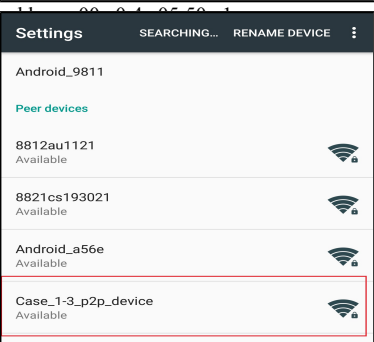 Settings SEARCHING... RENAME DEVICE
Android_9811
Peer devices
8812au1121
Available
8821cs193021
Available
Android_a56e
Available
Case_1-3_p2p_device
Available